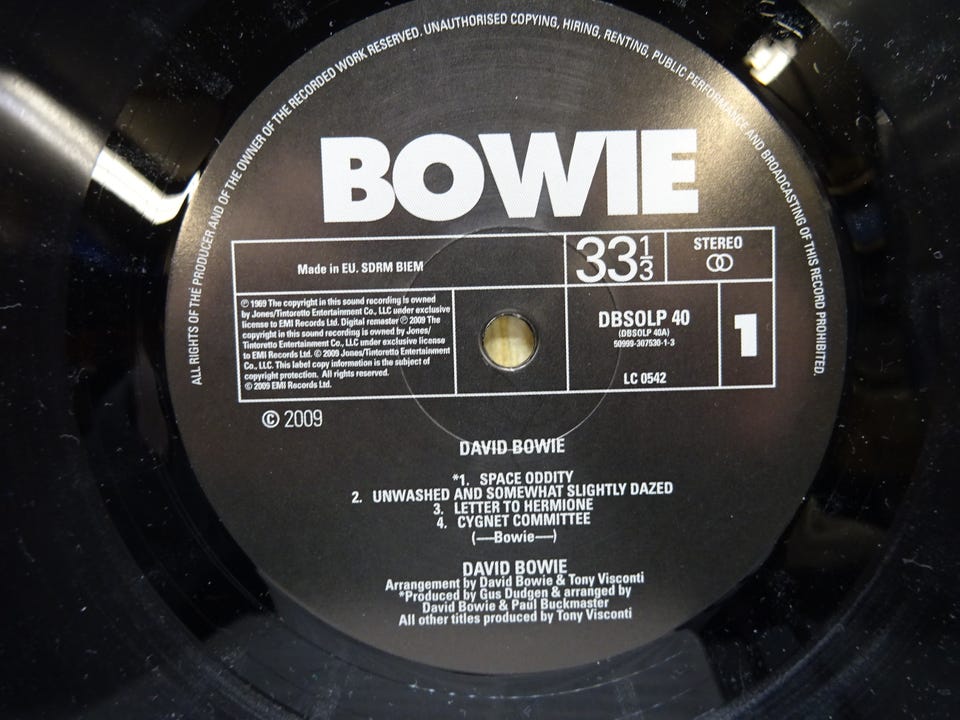 ALL RIGHTS OF THE PRODUCER AND OF THE OWNER OF THE RECORDED WORK RESERVED. UNAUTHORISED COPYING, HIRING, RENTING, PUBLIC PERFORMANCE AND BROADCASTING OF THIS RECORD PROHIBITED.
BOWIE
Made in EU. SDRM BIEM
33 1/3
STEREO
℗ 1969 The copyright in this sound recording is owned
by Jones/Tintoretto Entertainment Co., LLC under exclusive
license to EMI Records Ltd. Digital remaster ℗ 2009 The
copyright in this sound recording is owned by Jones/
Tintoretto Entertainment Co., LLC under exclusive license
to EMI Records Ltd. © 2009 Jones/Tintoretto Entertainment
Co., LLC. This label copy information is the subject of
copyright protection. All rights reserved.
© 2009 EMI Records Ltd.
DBSOLP 40
(DBSOLP 40A)
50999-307530-1-3
LC 0542
1
© 2009
DAVID BOWIE
*1. SPACE ODDITY
2. UNWASHED AND SOMEWHAT SLIGHTLY DAZED
3. LETTER TO HERMIONE
4. CYGNET COMMITTEE
(—Bowie—)
DAVID BOWIE
Arrangement by David Bowie & Tony Visconti
*Produced by Gus Dudgen & arranged by
David Bowie & Paul Buckmaster
All other titles produced by Tony Visconti